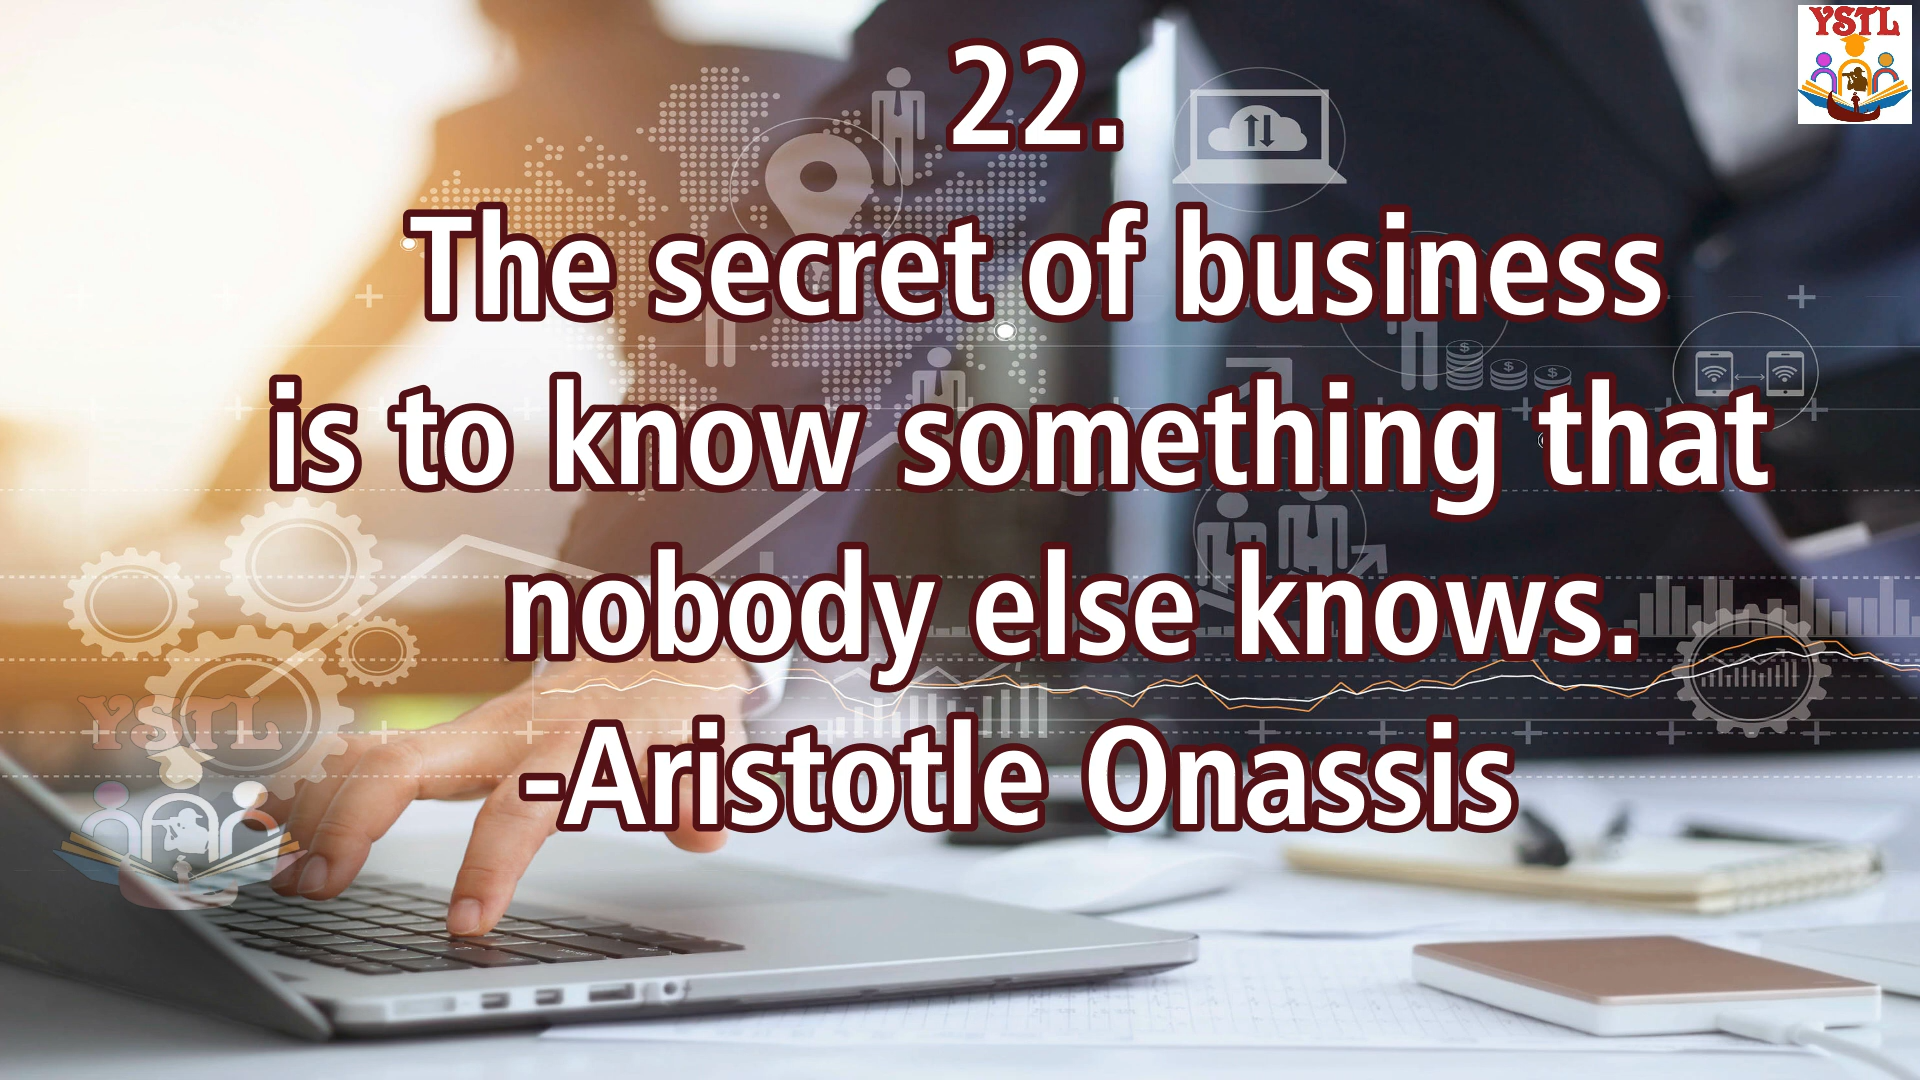 YSTL
22.
The secret of business
is to know something that
nobody else knows.
-Aristotle Onassis
YSTL